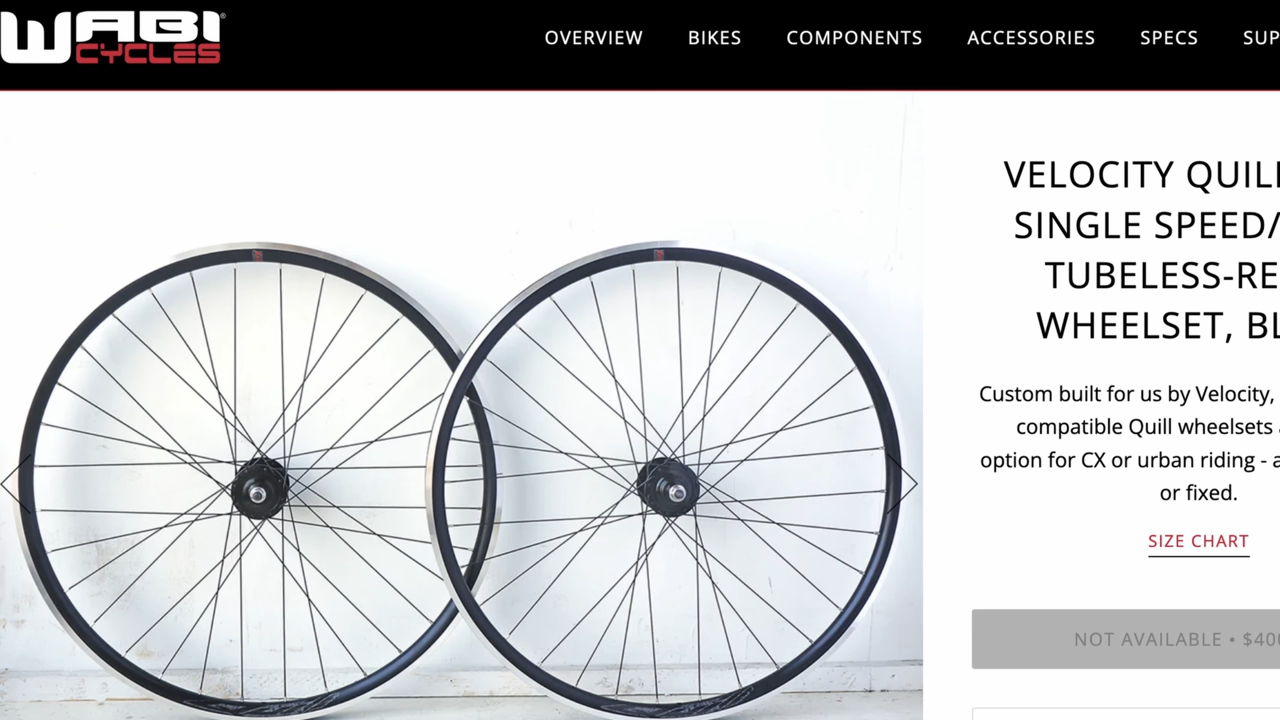 WABI®
CYCLES
OVERVIEW BIKES COMPONENTS ACCESSORIES SPECS SUP
VELOCITY QUILL
SINGLE SPEED/
TUBELESS-RE
WHEELSET, BL
Custom built for us by Velocity,
compatible Quill wheelsets a
option for CX or urban riding - a
or fixed.
SIZE CHART
NOT AVAILABLE • $400